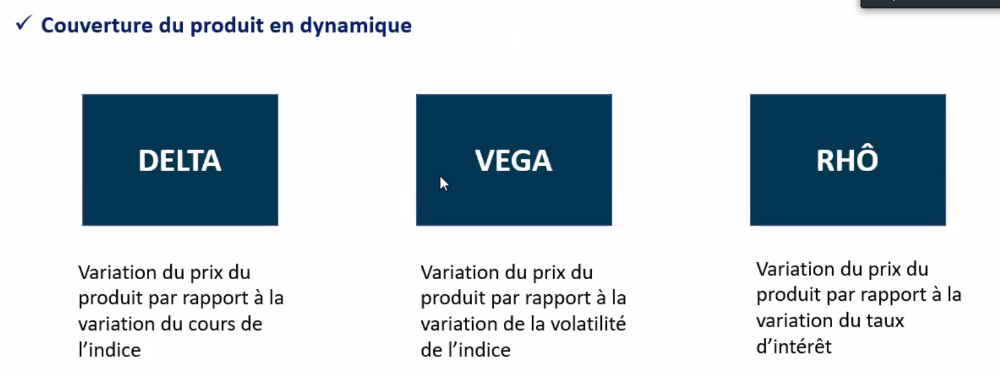 ✓ Couverture du produit en dynamique
DELTA
VEGA
RHÔ
Variation du prix du
produit par rapport à la
variation du cours de
l’indice
Variation du prix du
produit par rapport à la
variation de la volatilité
de l’indice
Variation du prix du
produit par rapport à la
variation du taux
d’intérêt